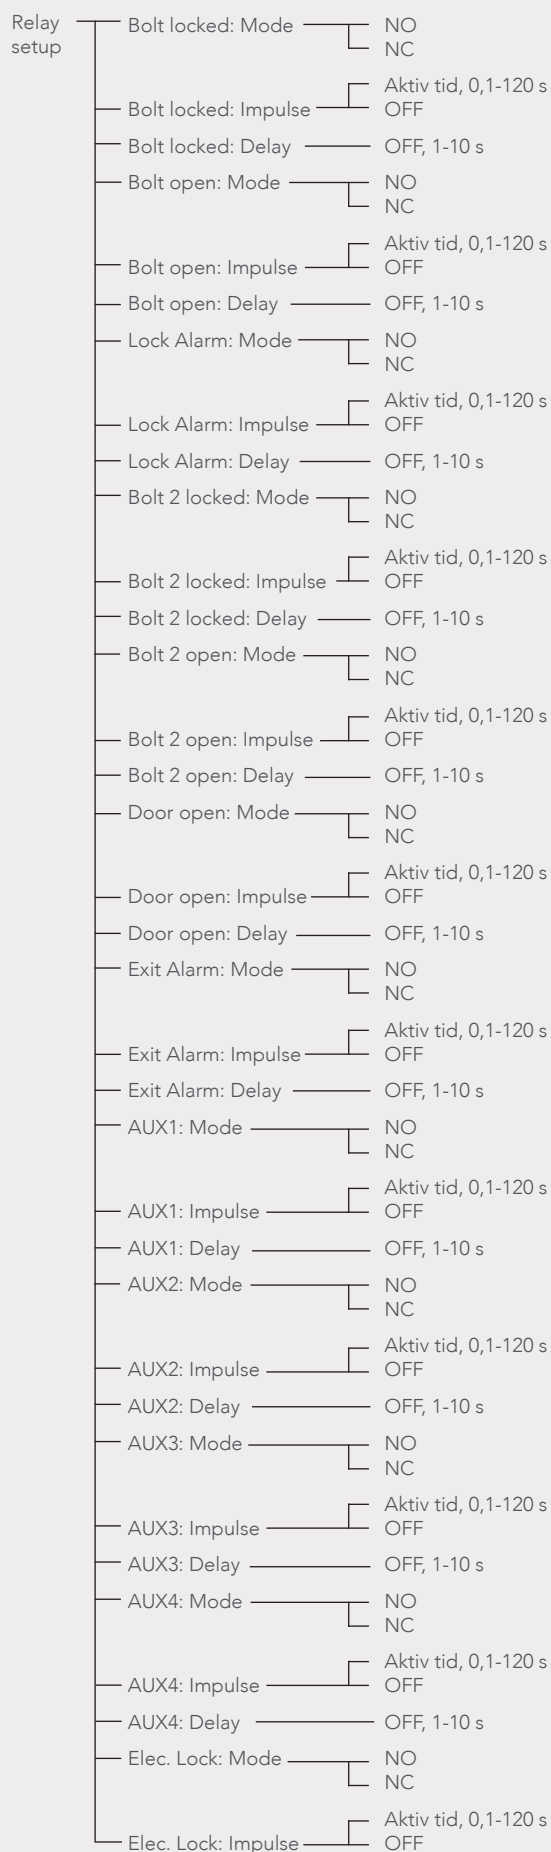 Relay setup
Bolt locked: Mode NO
NC
Aktiv tid, 0,1-120 s
Bolt locked: Impulse OFF
Bolt locked: Delay OFF, 1-10 s
Bolt open: Mode NO
NC
Aktiv tid, 0,1-120 s
Bolt open: Impulse OFF
Bolt open: Delay OFF, 1-10 s
Lock Alarm: Mode NO
NC
Aktiv tid, 0,1-120 s
Lock Alarm: Impulse OFF
Lock Alarm: Delay OFF, 1-10 s
Bolt 2 locked: Mode NO
NC
Aktiv tid, 0,1-120 s
Bolt 2 locked: Impulse OFF
Bolt 2 locked: Delay OFF, 1-10 s
Bolt 2 open: Mode NO
NC
Aktiv tid, 0,1-120 s
Bolt 2 open: Impulse OFF
Bolt 2 open: Delay OFF, 1-10 s
Door open: Mode NO
NC
Aktiv tid, 0,1-120 s
Door open: Impulse OFF
Door open: Delay OFF, 1-10 s
Exit Alarm: Mode NO
NC
Aktiv tid, 0,1-120 s
Exit Alarm: Impulse OFF
Exit Alarm: Delay OFF, 1-10 s
AUX1: Mode NO
NC
Aktiv tid, 0,1-120 s
AUX1: Impulse OFF
AUX1: Delay OFF, 1-10 s
AUX2: Mode NO
NC
Aktiv tid, 0,1-120 s
AUX2: Impulse OFF
AUX2: Delay OFF, 1-10 s
AUX3: Mode NO
NC
Aktiv tid, 0,1-120 s
AUX3: Impulse OFF
AUX3: Delay OFF, 1-10 s
AUX4: Mode NO
NC
Aktiv tid, 0,1-120 s
AUX4: Impulse OFF
AUX4: Delay OFF, 1-10 s
Elec. Lock: Mode NO
NC
Aktiv tid, 0,1-120 s
Elec. Lock: Impulse OFF